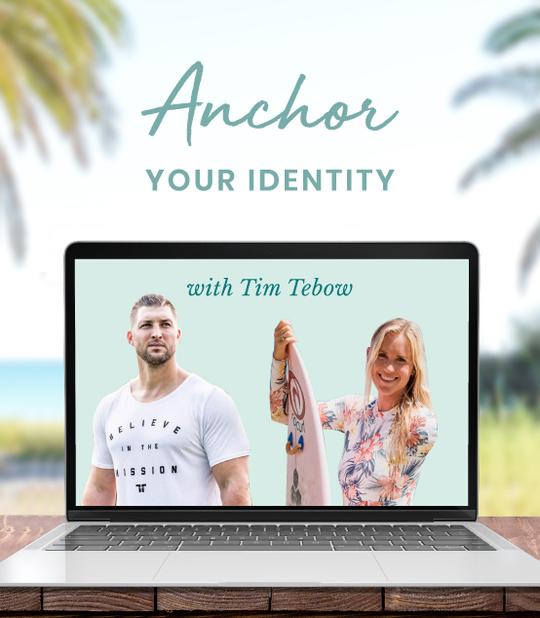 Anchor
YOUR IDENTITY
with Tim Tebow
BELIEVE
IN THE
MISSION